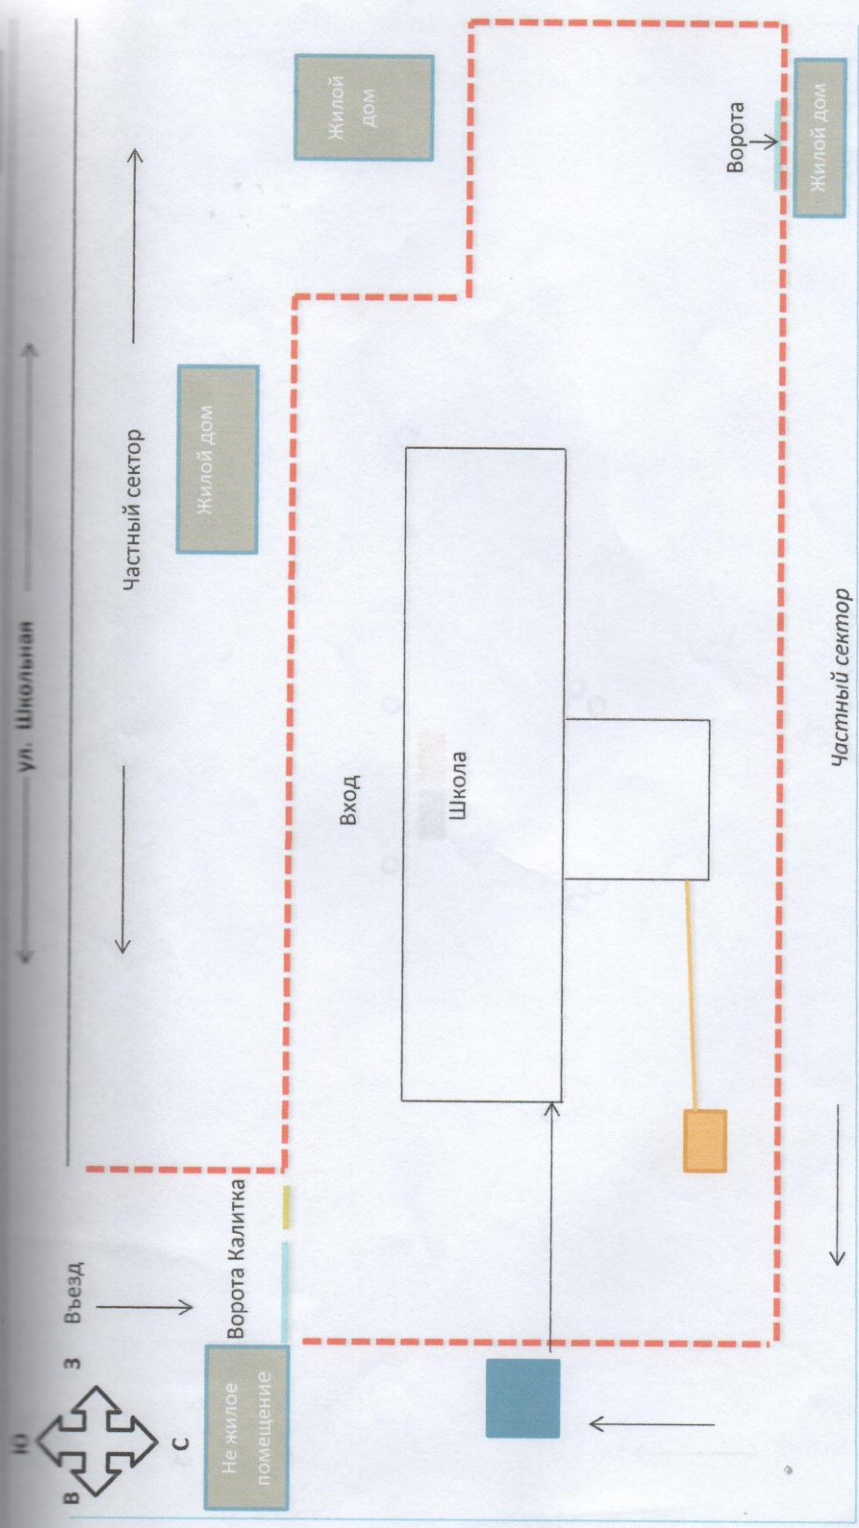 ул. Школьная
Частный сектор
Жилой дом
Жилой
дом
Ю
В
З
С
Въезд
Ворота Калитка
Не жилое
помещение
Вход
Школа
Ворота
Жилой дом
Частный сектор